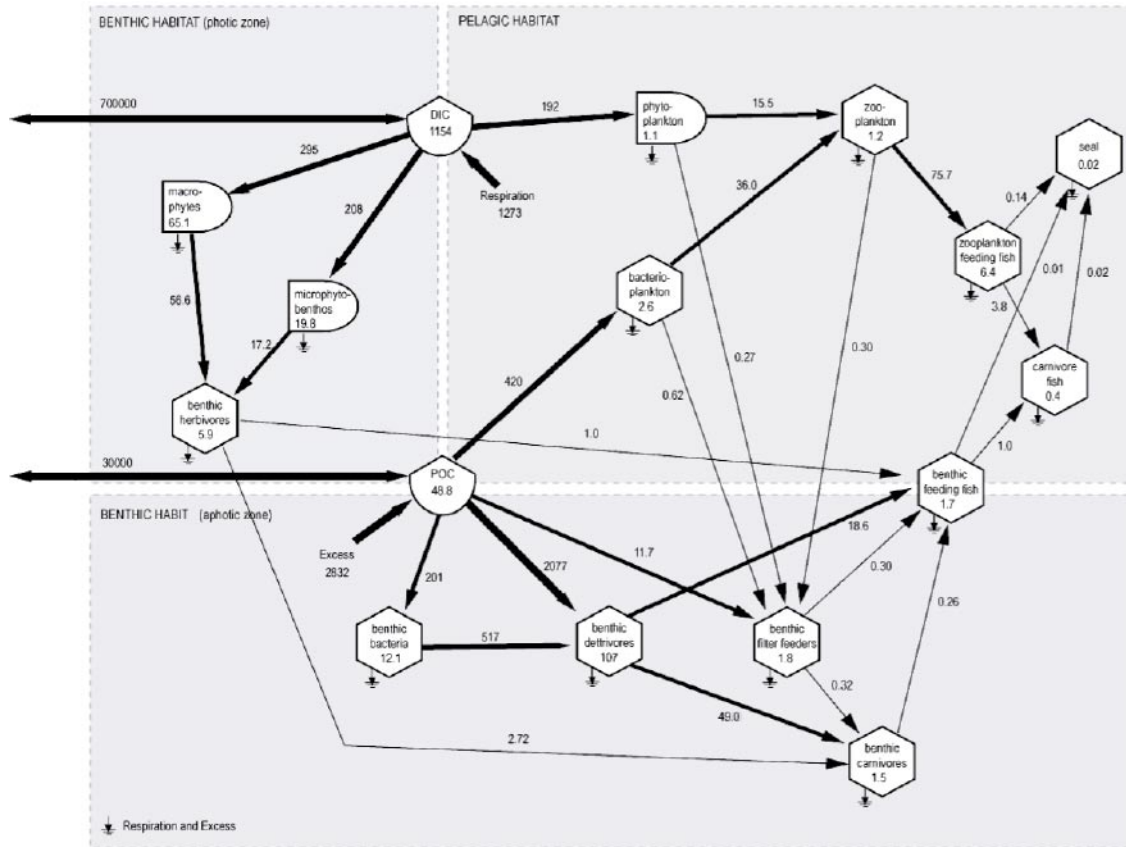 BENTHIC HABITAT (photic zone)
PELAGIC HABITAT
700000
DIC
1154
192
phyto-
plankton
1.1
15.5
zoo-
plankton
1.2
seal
0.02
295
Respiration
1273
macro-
phytes
65.1
208
36.0
75.7
0.14
zooplankton
feeding fish
6.4
0.01
0.02
bacterio-
plankton
2.6
microphyto-
benthos
19.8
58.6
17.2
3.8
0.27
0.30
carnivore
fish
0.4
420
0.62
benthic
herbivores
5.9
1.0
1.0
30000
POC
48.8
benthic
feeding fish
1.7
BENTHIC HABIT (aphotic zone)
18.6
Excess
2832
201
2077
11.7
0.30
0.26
benthic
bacteria
12.1
517
benthic
dettrivores
107
benthic
filter feeders
1.8
0.32
49.0
2.72
benthic
carnivores
1.5
Respiration and Excess